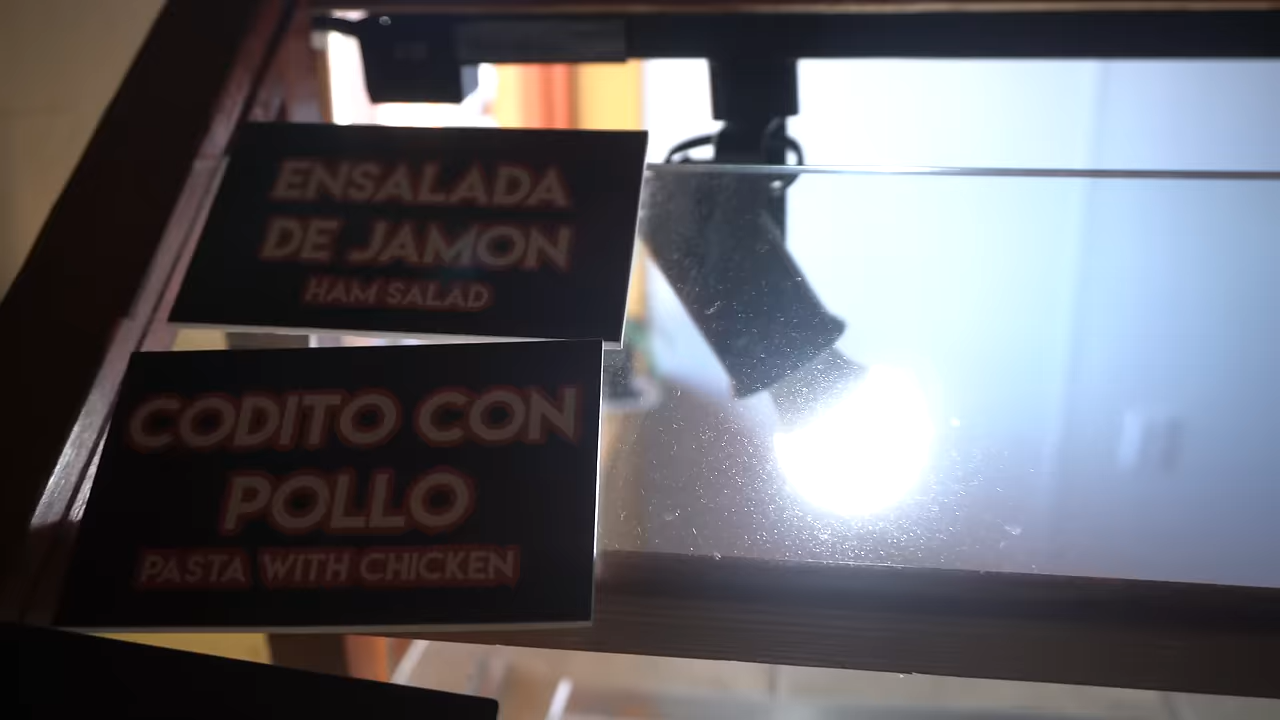 ENSALADA
DE JAMON
HAM SALAD
CODITO CON
POLLO
PASTA WITH CHICKEN